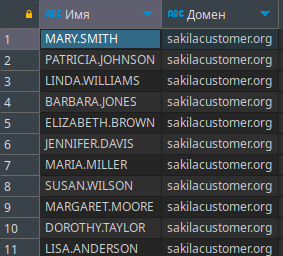 ABC Имя ABC Домен
1 MARY.SMITH sakilacustomer.org
2 PATRICIA.JOHNSON sakilacustomer.org
3 LINDA.WILLIAMS sakilacustomer.org
4 BARBARA.JONES sakilacustomer.org
5 ELIZABETH.BROWN sakilacustomer.org
6 JENNIFER.DAVIS sakilacustomer.org
7 MARIA.MILLER sakilacustomer.org
8 SUSAN.WILSON sakilacustomer.org
9 MARGARET.MOORE sakilacustomer.org
10 DOROTHY.TAYLOR sakilacustomer.org
11 LISA.ANDERSON sakilacustomer.org